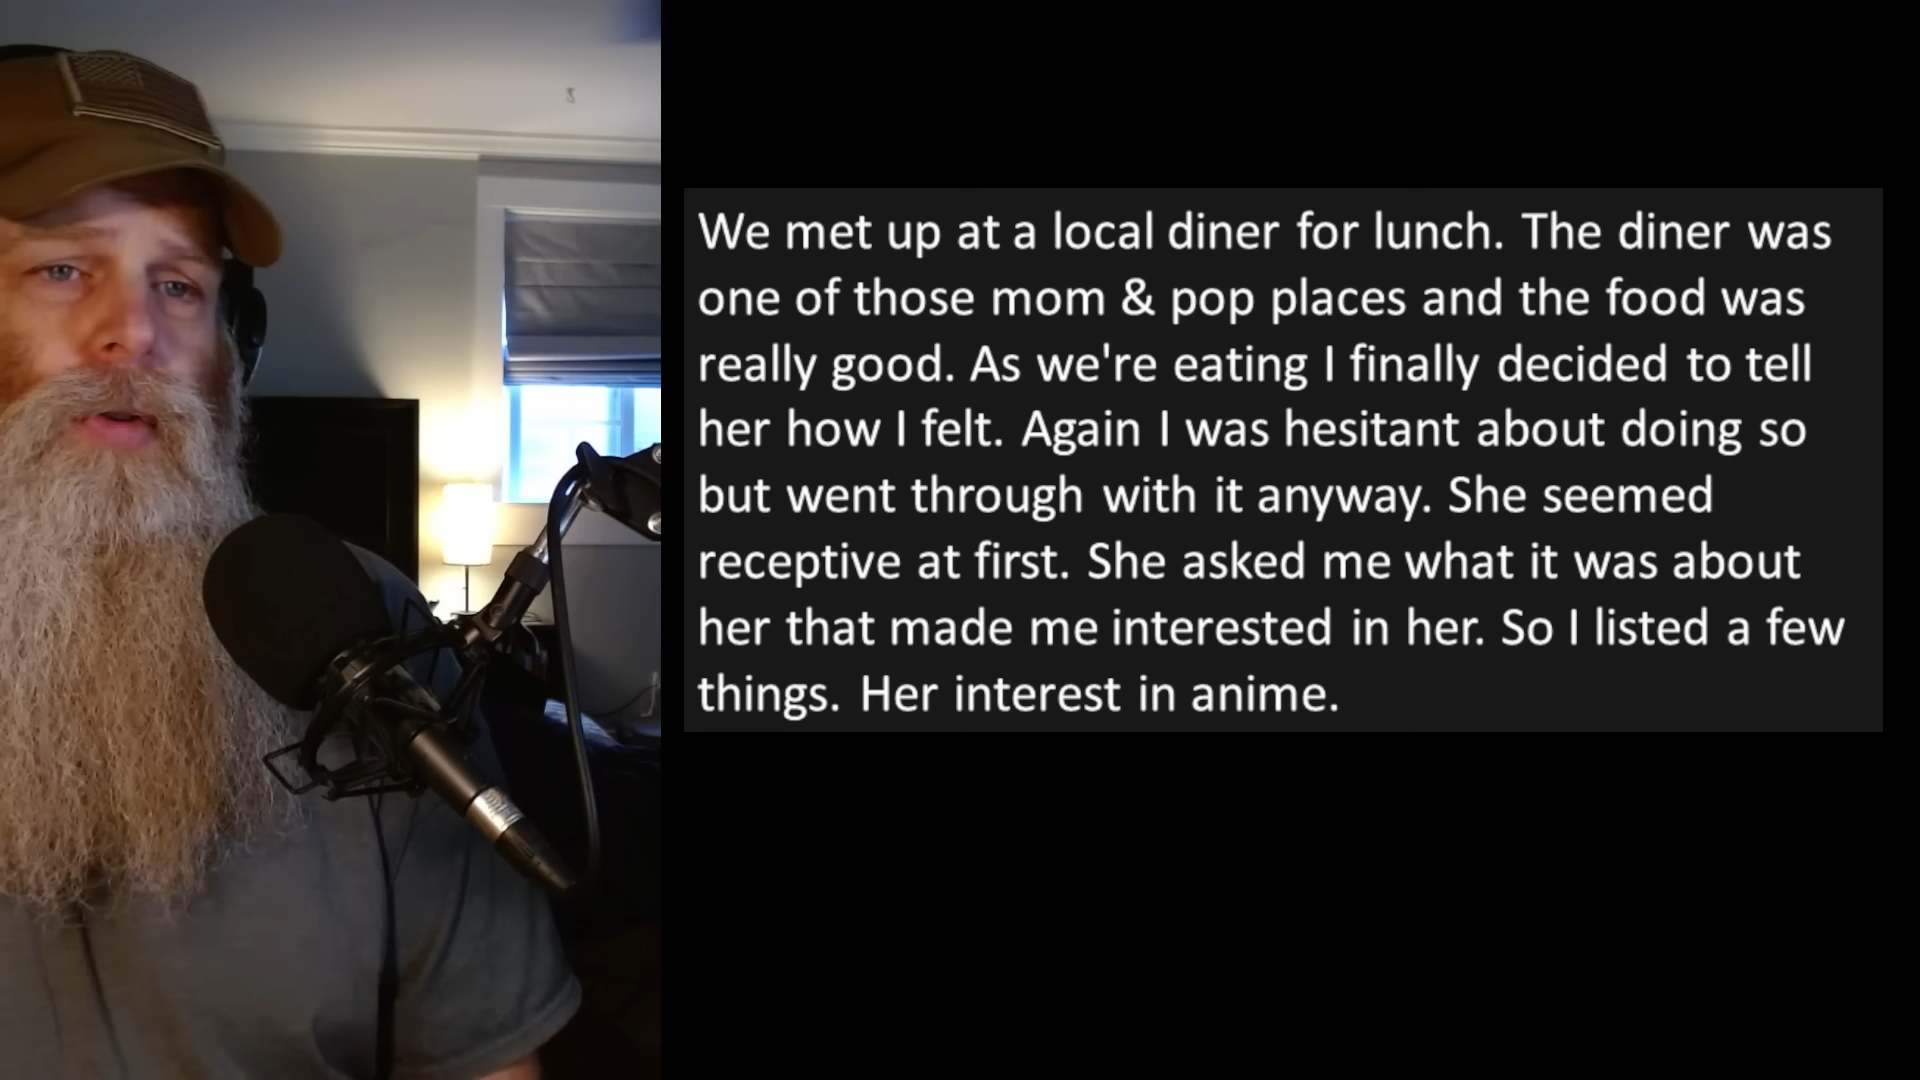 We met up at a local diner for lunch. The diner was
one of those mom & pop places and the food was
really good. As we're eating I finally decided to tell
her how I felt. Again I was hesitant about doing so
but went through with it anyway. She seemed
receptive at first. She asked me what it was about
her that made me interested in her. So I listed a few
things. Her interest in anime.